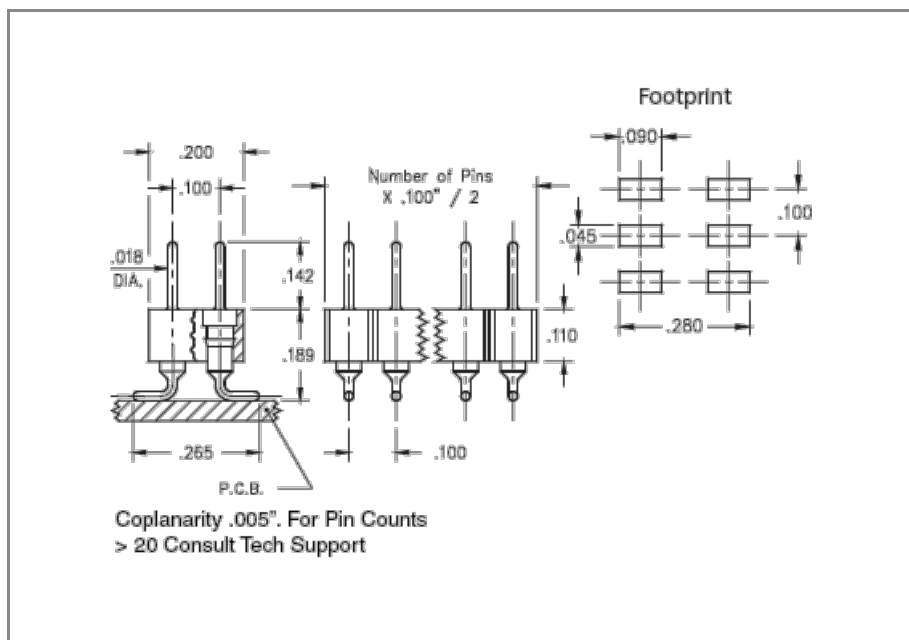 Footprint
.090
.200
.100
Number of Pins
X .100" / 2
.100
.018
DIA.
.142
.045
.110
.280
.189
.265
.100
P.C.B.
Coplanarity .005". For Pin Counts
> 20 Consult Tech Support